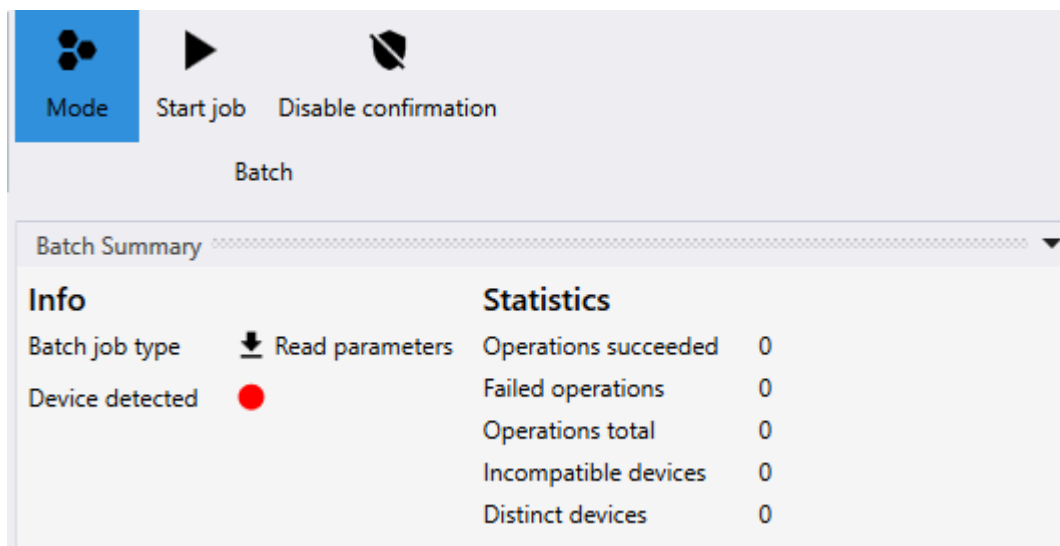 Mode Start job Disable confirmation
Batch
Batch Summary
Info
Batch job type Read parameters
Device detected
Statistics
Operations succeeded 0
Failed operations 0
Operations total 0
Incompatible devices 0
Distinct devices 0